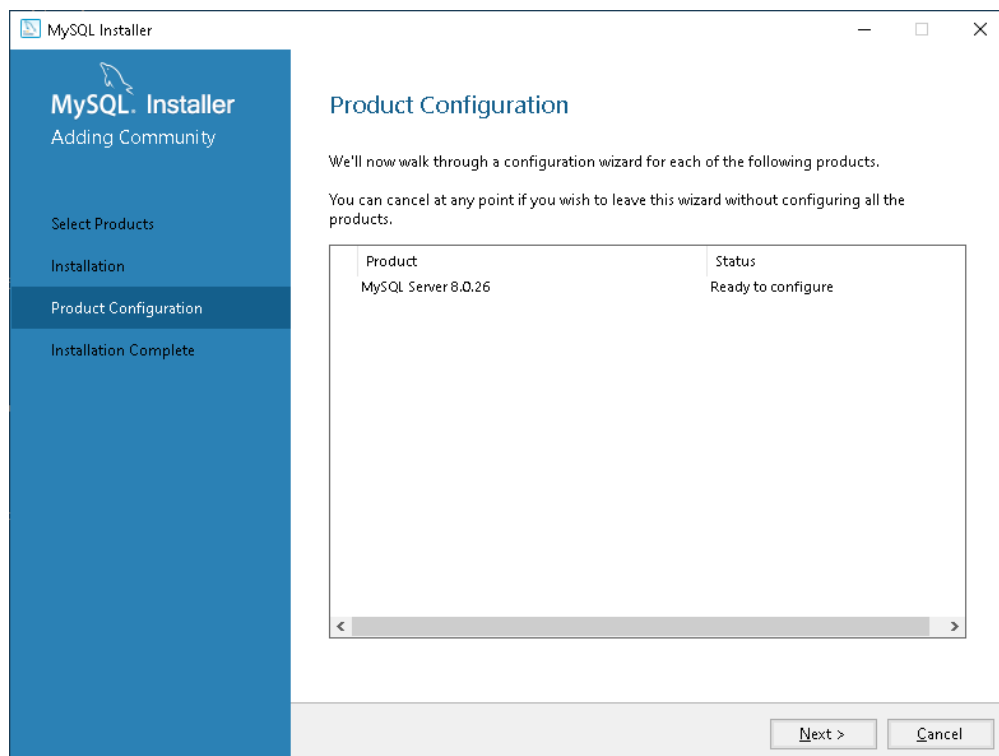 MySQL Installer
MySQL. Installer
Adding Community
Select Products
Installation
Product Configuration
Installation Complete
Product Configuration
We'll now walk through a configuration wizard for each of the following products.
You can cancel at any point if you wish to leave this wizard without configuring all the
products.
Product Status
MySQL Server 8.0.26 Ready to configure
Next >
Cancel